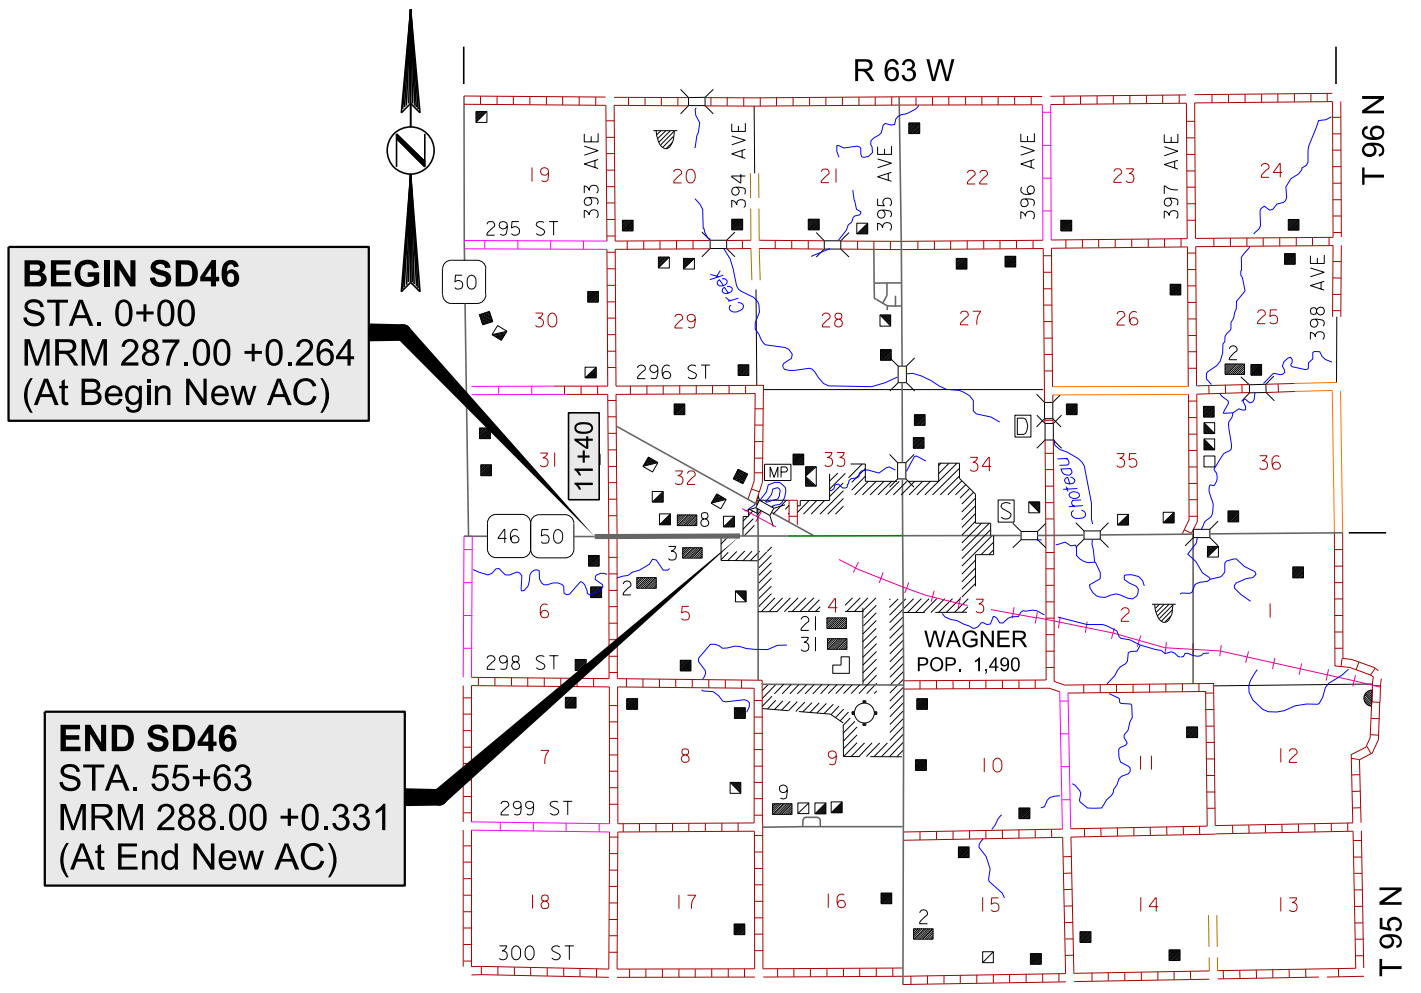 R 63 W
T 96 N
N
19
393 AVE
20
394 AVE
21
395 AVE
22
396 AVE
23
397 AVE
24
295 ST
50
BEGIN SD46
STA. 0+00
MRM 287.00 +0.264
(At Begin New AC)
30
29
Creek
28
27
26
25
398 AVE
2
296 ST
11+40
31
32
33
34
35
36
MP
D
S
Choteau
8
46
50
3
2
6
5
4
21
31
3
2
1
WAGNER
POP. 1,490
298 ST
END SD46
STA. 55+63
MRM 288.00 +0.331
(At End New AC)
7
8
9
10
11
12
9
299 ST
18
17
16
15
14
13
2
300 ST
T 95 N